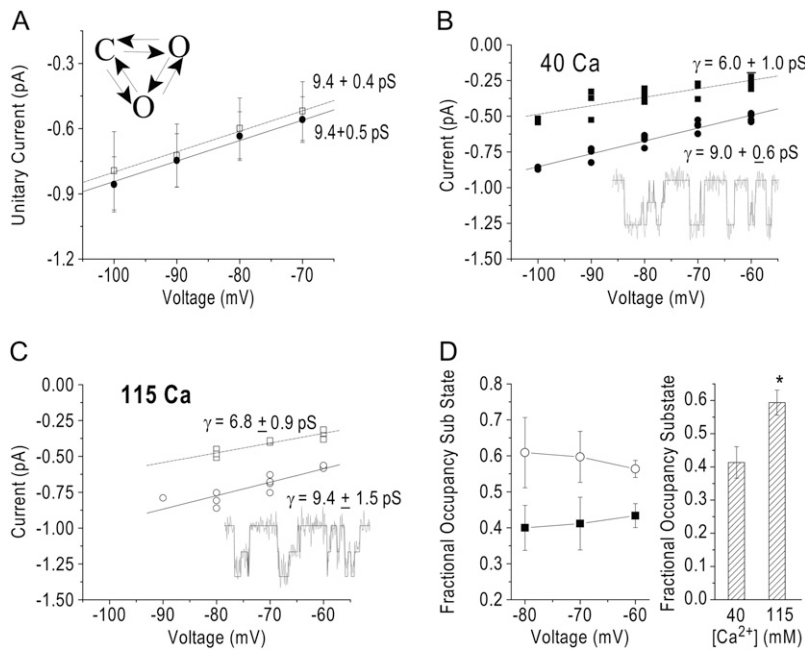 A
C O
O
9.4 + 0.4 pS
9.4+0.5 pS
Unitary Current (pA)
-0.3
-0.6
-0.9
-1.2
-100 -90 -80 -70
Voltage (mV)
B
40 Ca
γ = 6.0 + 1.0 pS
γ = 9.0 + 0.6 pS
Current (pA)
0.00
-0.25
-0.50
-0.75
-1.00
-1.25
-1.50
-100 -90 -80 -70 -60
Voltage (mV)
C
115 Ca
γ = 6.8 ± 0.9 pS
γ = 9.4 ± 1.5 pS
Current (pA)
0.00
-0.25
-0.50
-0.75
-1.00
-1.25
-1.50
-100 -90 -80 -70 -60
Voltage (mV)
D
Fractional Occupancy Sub State
0.8
0.7
0.6
0.5
0.4
0.3
0.2
-80 -70 -60
Voltage (mV)
Fractional Occupancy Substate
*
0.6
0.4
0.2
0.0
40 115
[Ca²⁺] (mM)